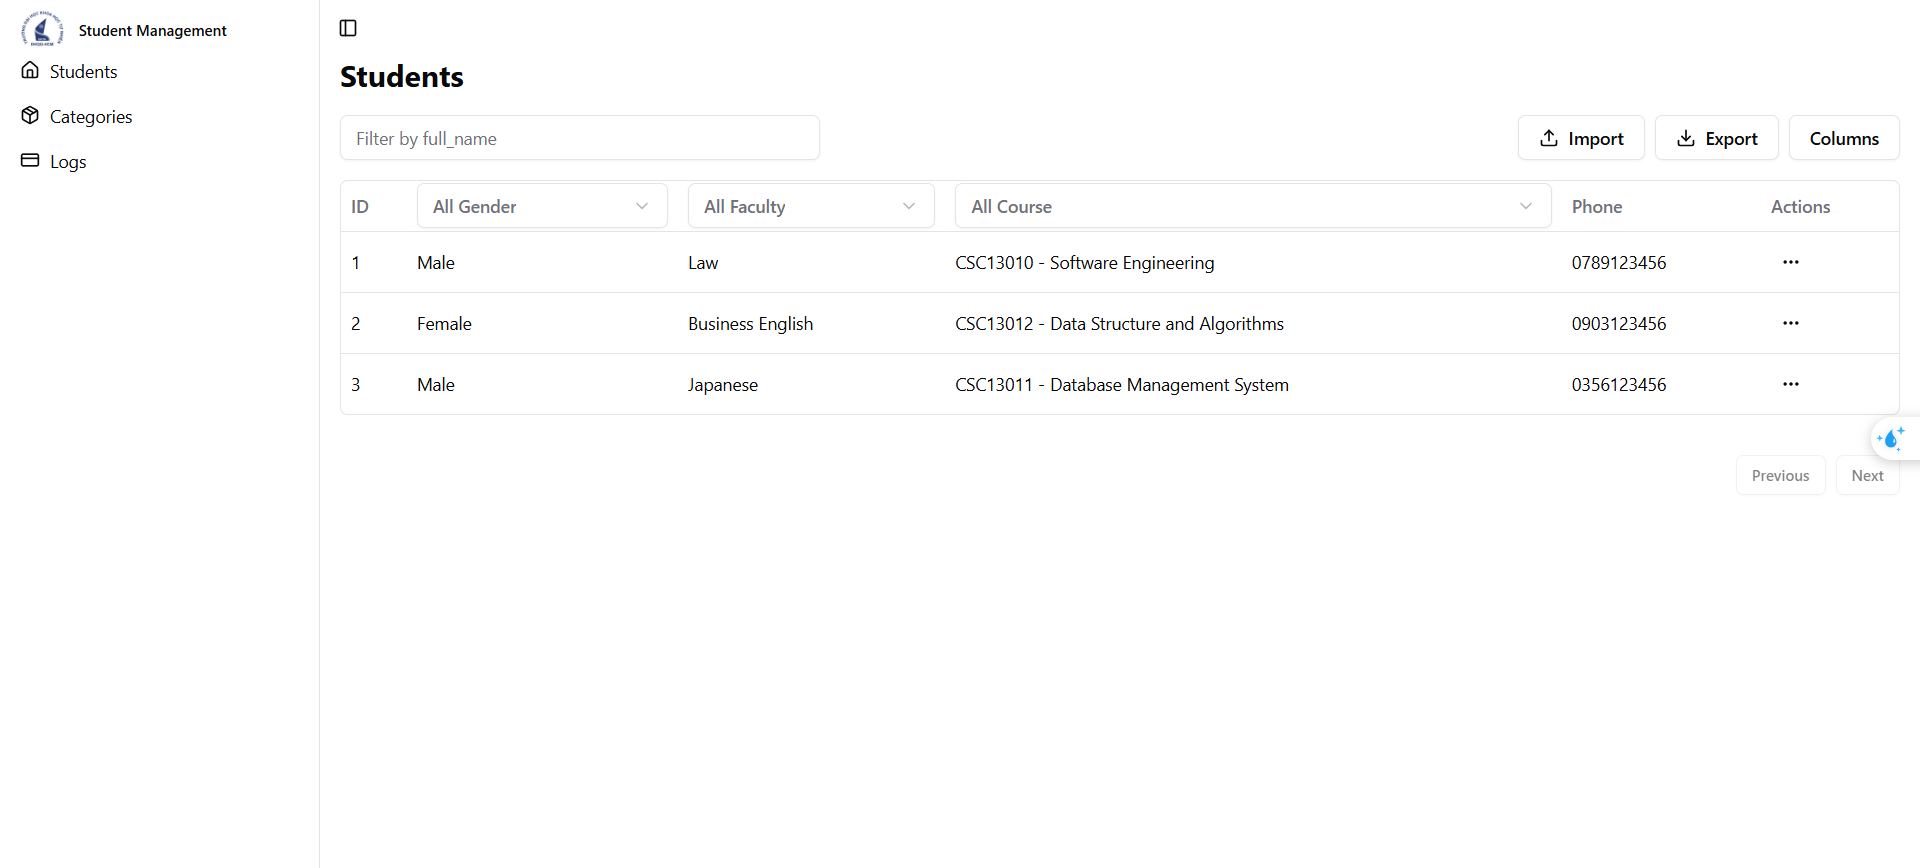 Student Management
Students
Categories
Logs
Students
Filter by full_name
Import
Export
Columns
ID All Gender All Faculty All Course Phone Actions
1 Male Law CSC13010 - Software Engineering 0789123456
2 Female Business English CSC13012 - Data Structure and Algorithms 0903123456
3 Male Japanese CSC13011 - Database Management System 0356123456
Previous Next